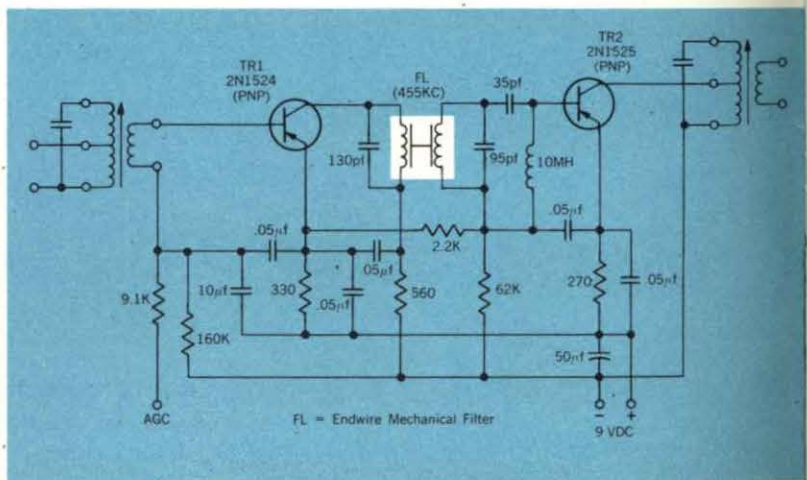 TR1
2N1524
(PNP)
FL
(455KC)
35pf
TR2
2N1525
(PNP)
130pf
95pf
10MH
.05µf
2.2K
.05µf
9.1K
10µf
330
.05µf
05µf
560
62K
270
.05µf
160K
50µf
AGC
FL = Endwire Mechanical Filter
- +
9 VDC